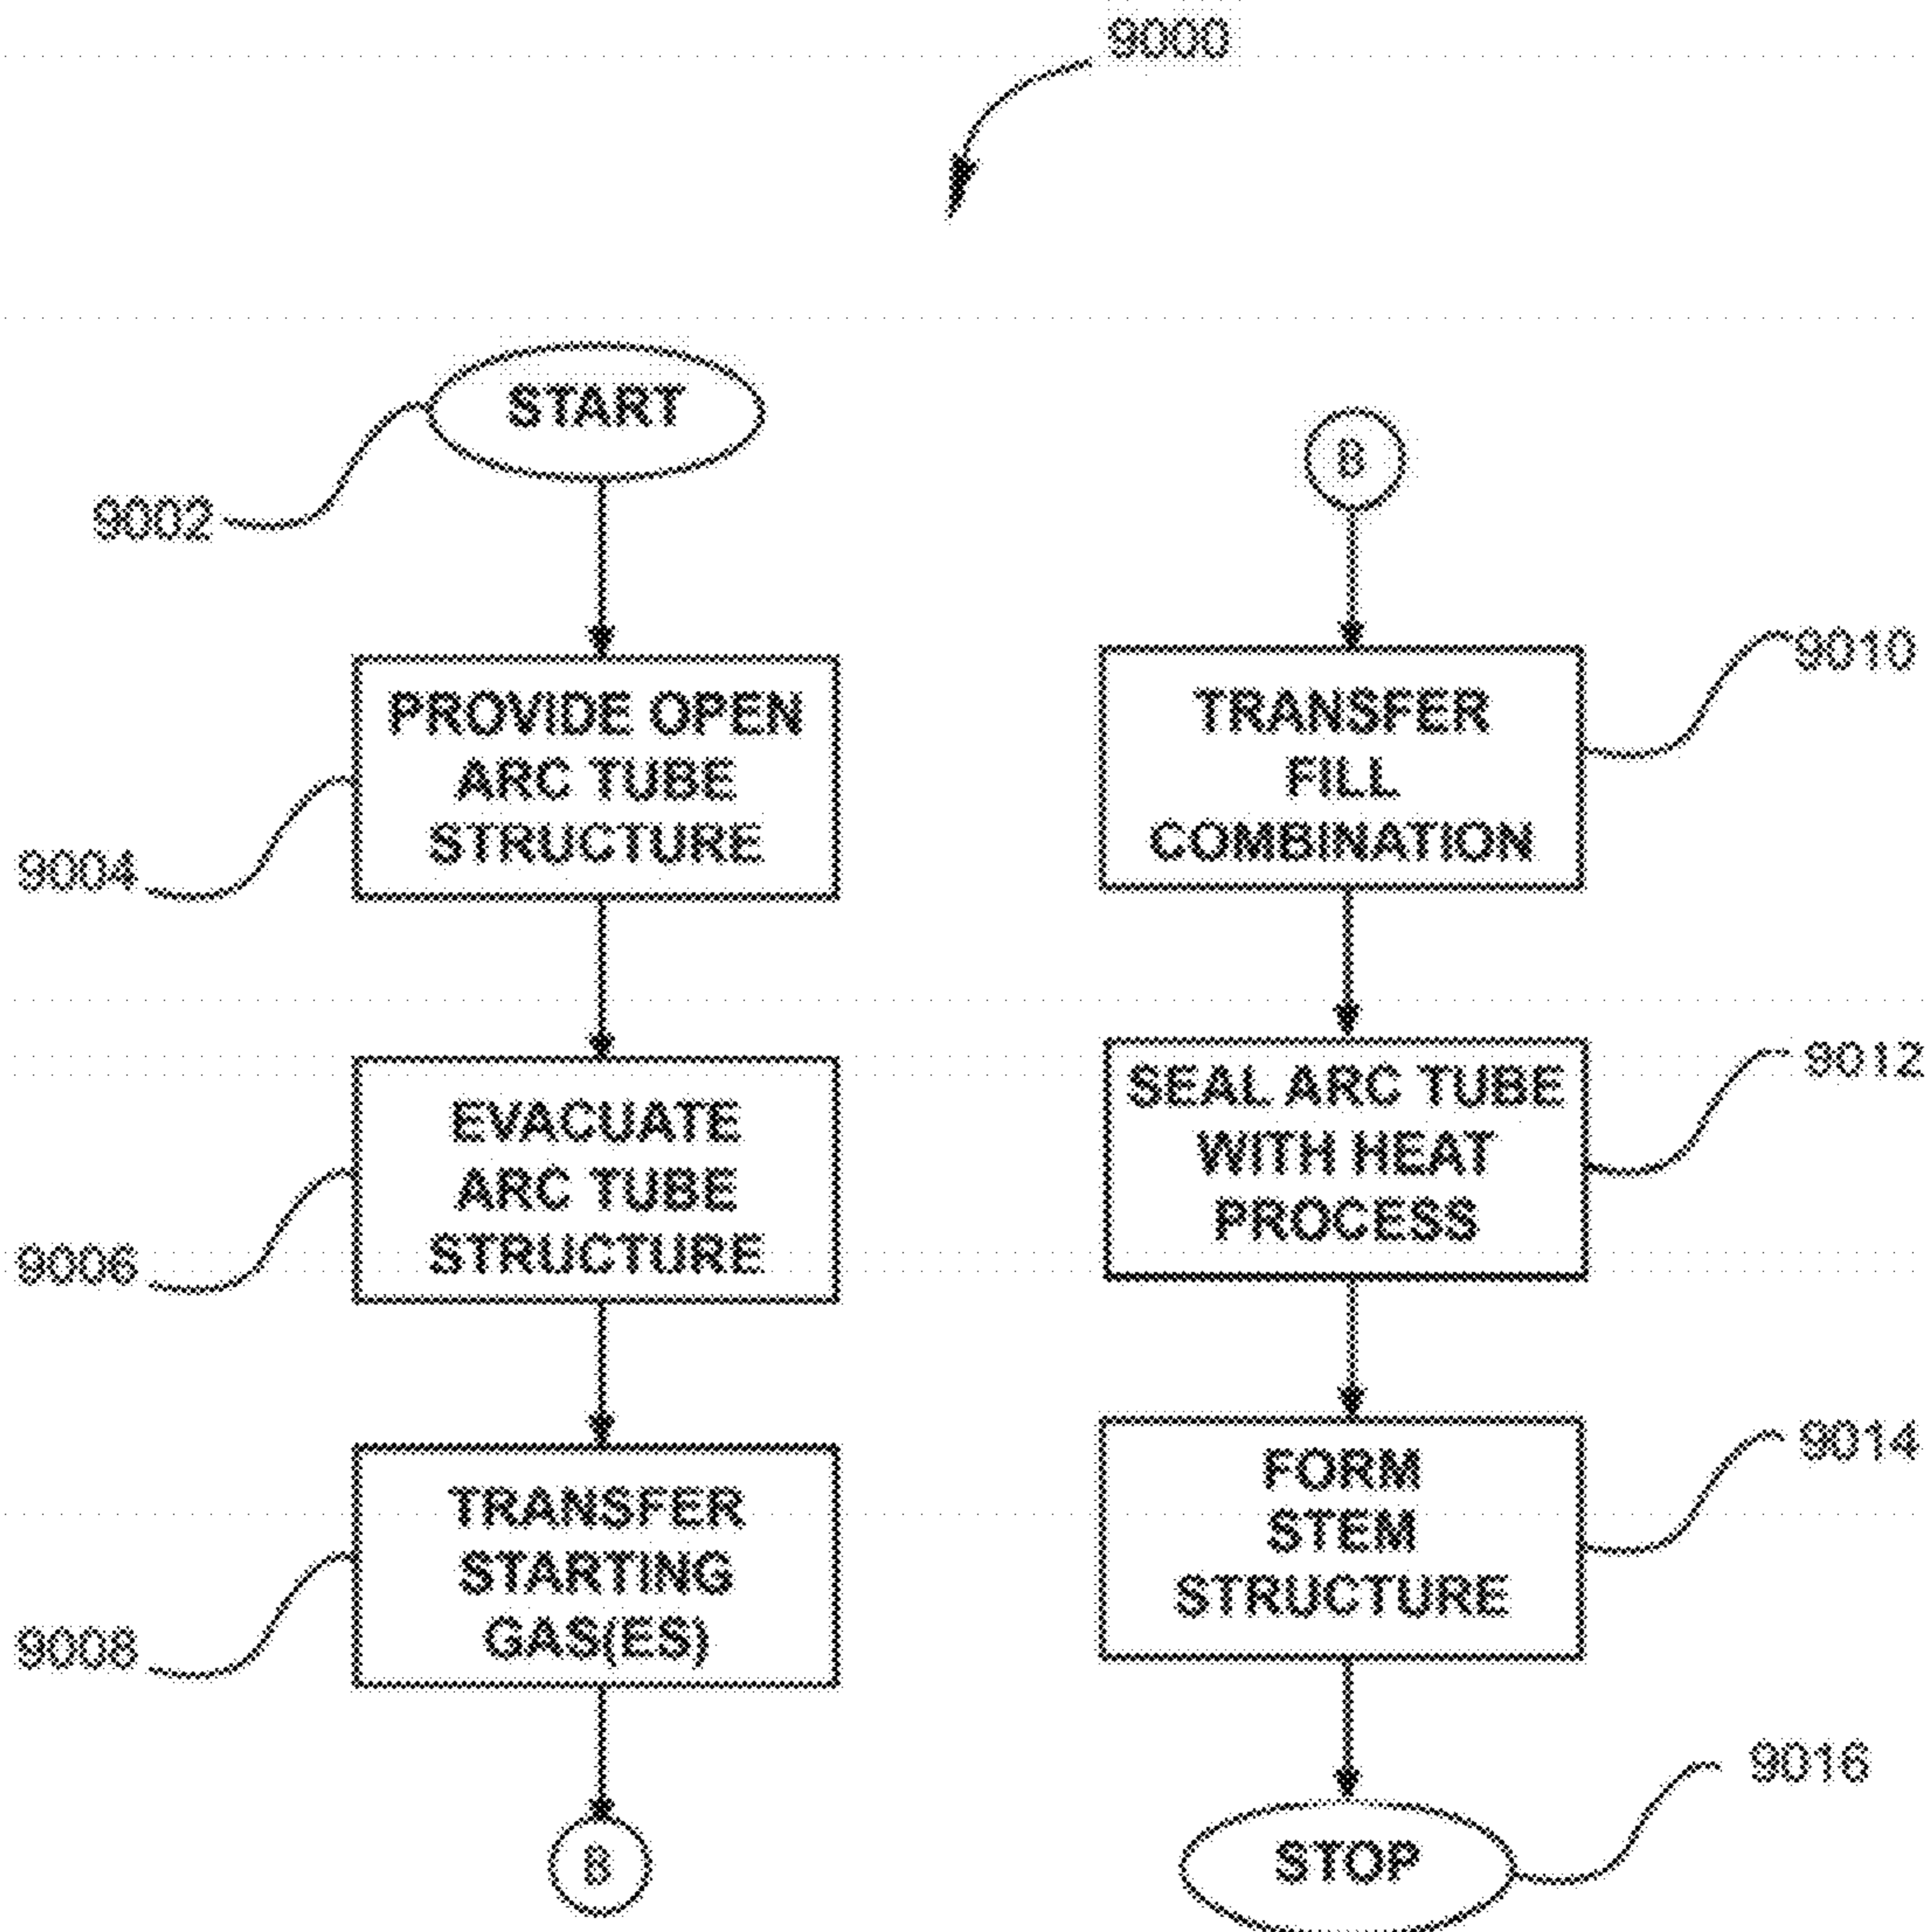 9000
START
9002
PROVIDE OPEN
ARC TUBE
STRUCTURE
9004
EVACUATE
ARC TUBE
STRUCTURE
9006
TRANSFER
STARTING
GAS(ES)
9008
B
B
TRANSFER
FILL
COMBINATION
9010
SEAL ARC TUBE
WITH HEAT
PROCESS
9012
FORM
STEM
STRUCTURE
9014
STOP
9016